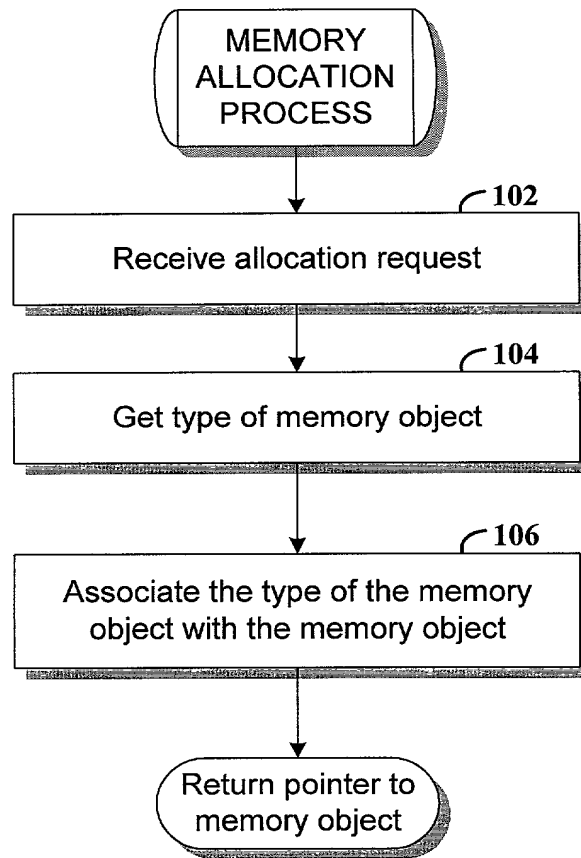 MEMORY
ALLOCATION
PROCESS
102
Receive allocation request
104
Get type of memory object
106
Associate the type of the memory
object with the memory object
Return pointer to
memory object